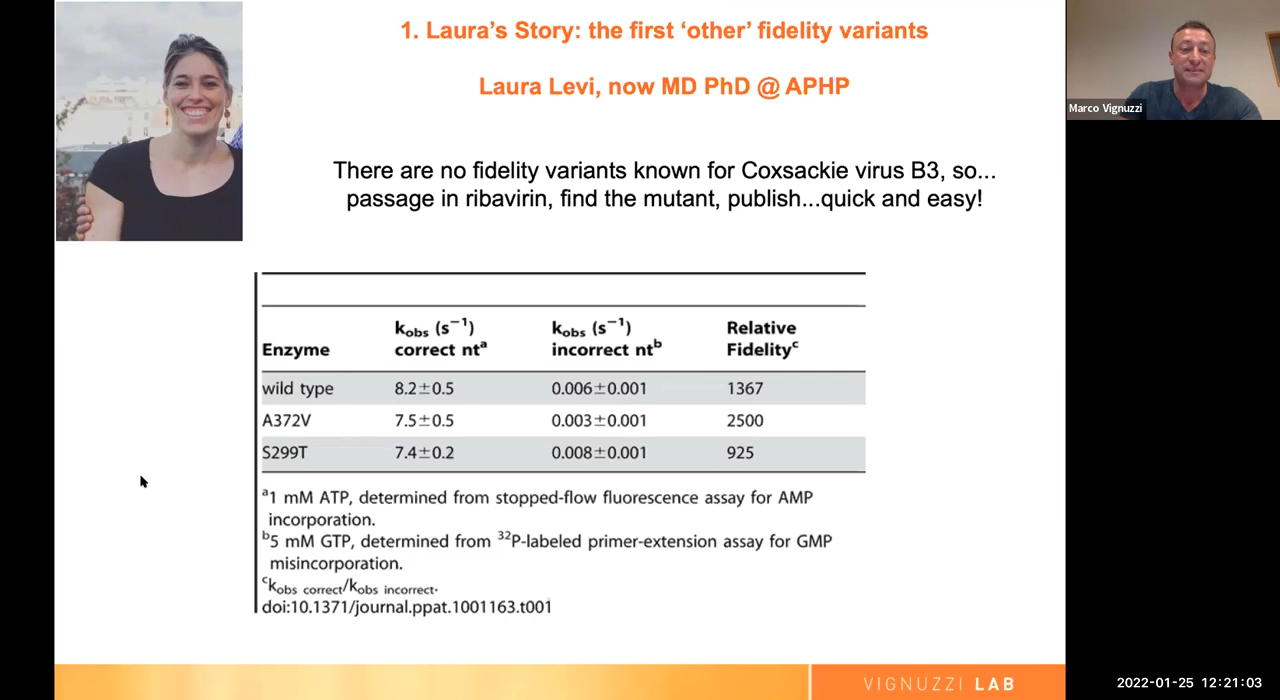 1. Laura’s Story: the first ‘other’ fidelity variants
Laura Levi, now MD PhD @ APHP
Marco Vignuzzi
There are no fidelity variants known for Coxsackie virus B3, so...
passage in ribavirin, find the mutant, publish...quick and easy!
Enzyme k_obs (s⁻¹) correct ntᵃ k_obs (s⁻¹) incorrect ntᵇ Relative Fidelityᶜ
wild type 8.2±0.5 0.006±0.001 1367
A372V 7.5±0.5 0.003±0.001 2500
S299T 7.4±0.2 0.008±0.001 925
ᵃ1 mM ATP, determined from stopped-flow fluorescence assay for AMP
incorporation.
ᵇ5 mM GTP, determined from ³²P-labeled primer-extension assay for GMP
misincorporation.
ᶜk_obs correct/k_obs incorrect.
doi:10.1371/journal.ppat.1001163.t001
VIGNUZZI LAB
2022-01-25 12:21:03